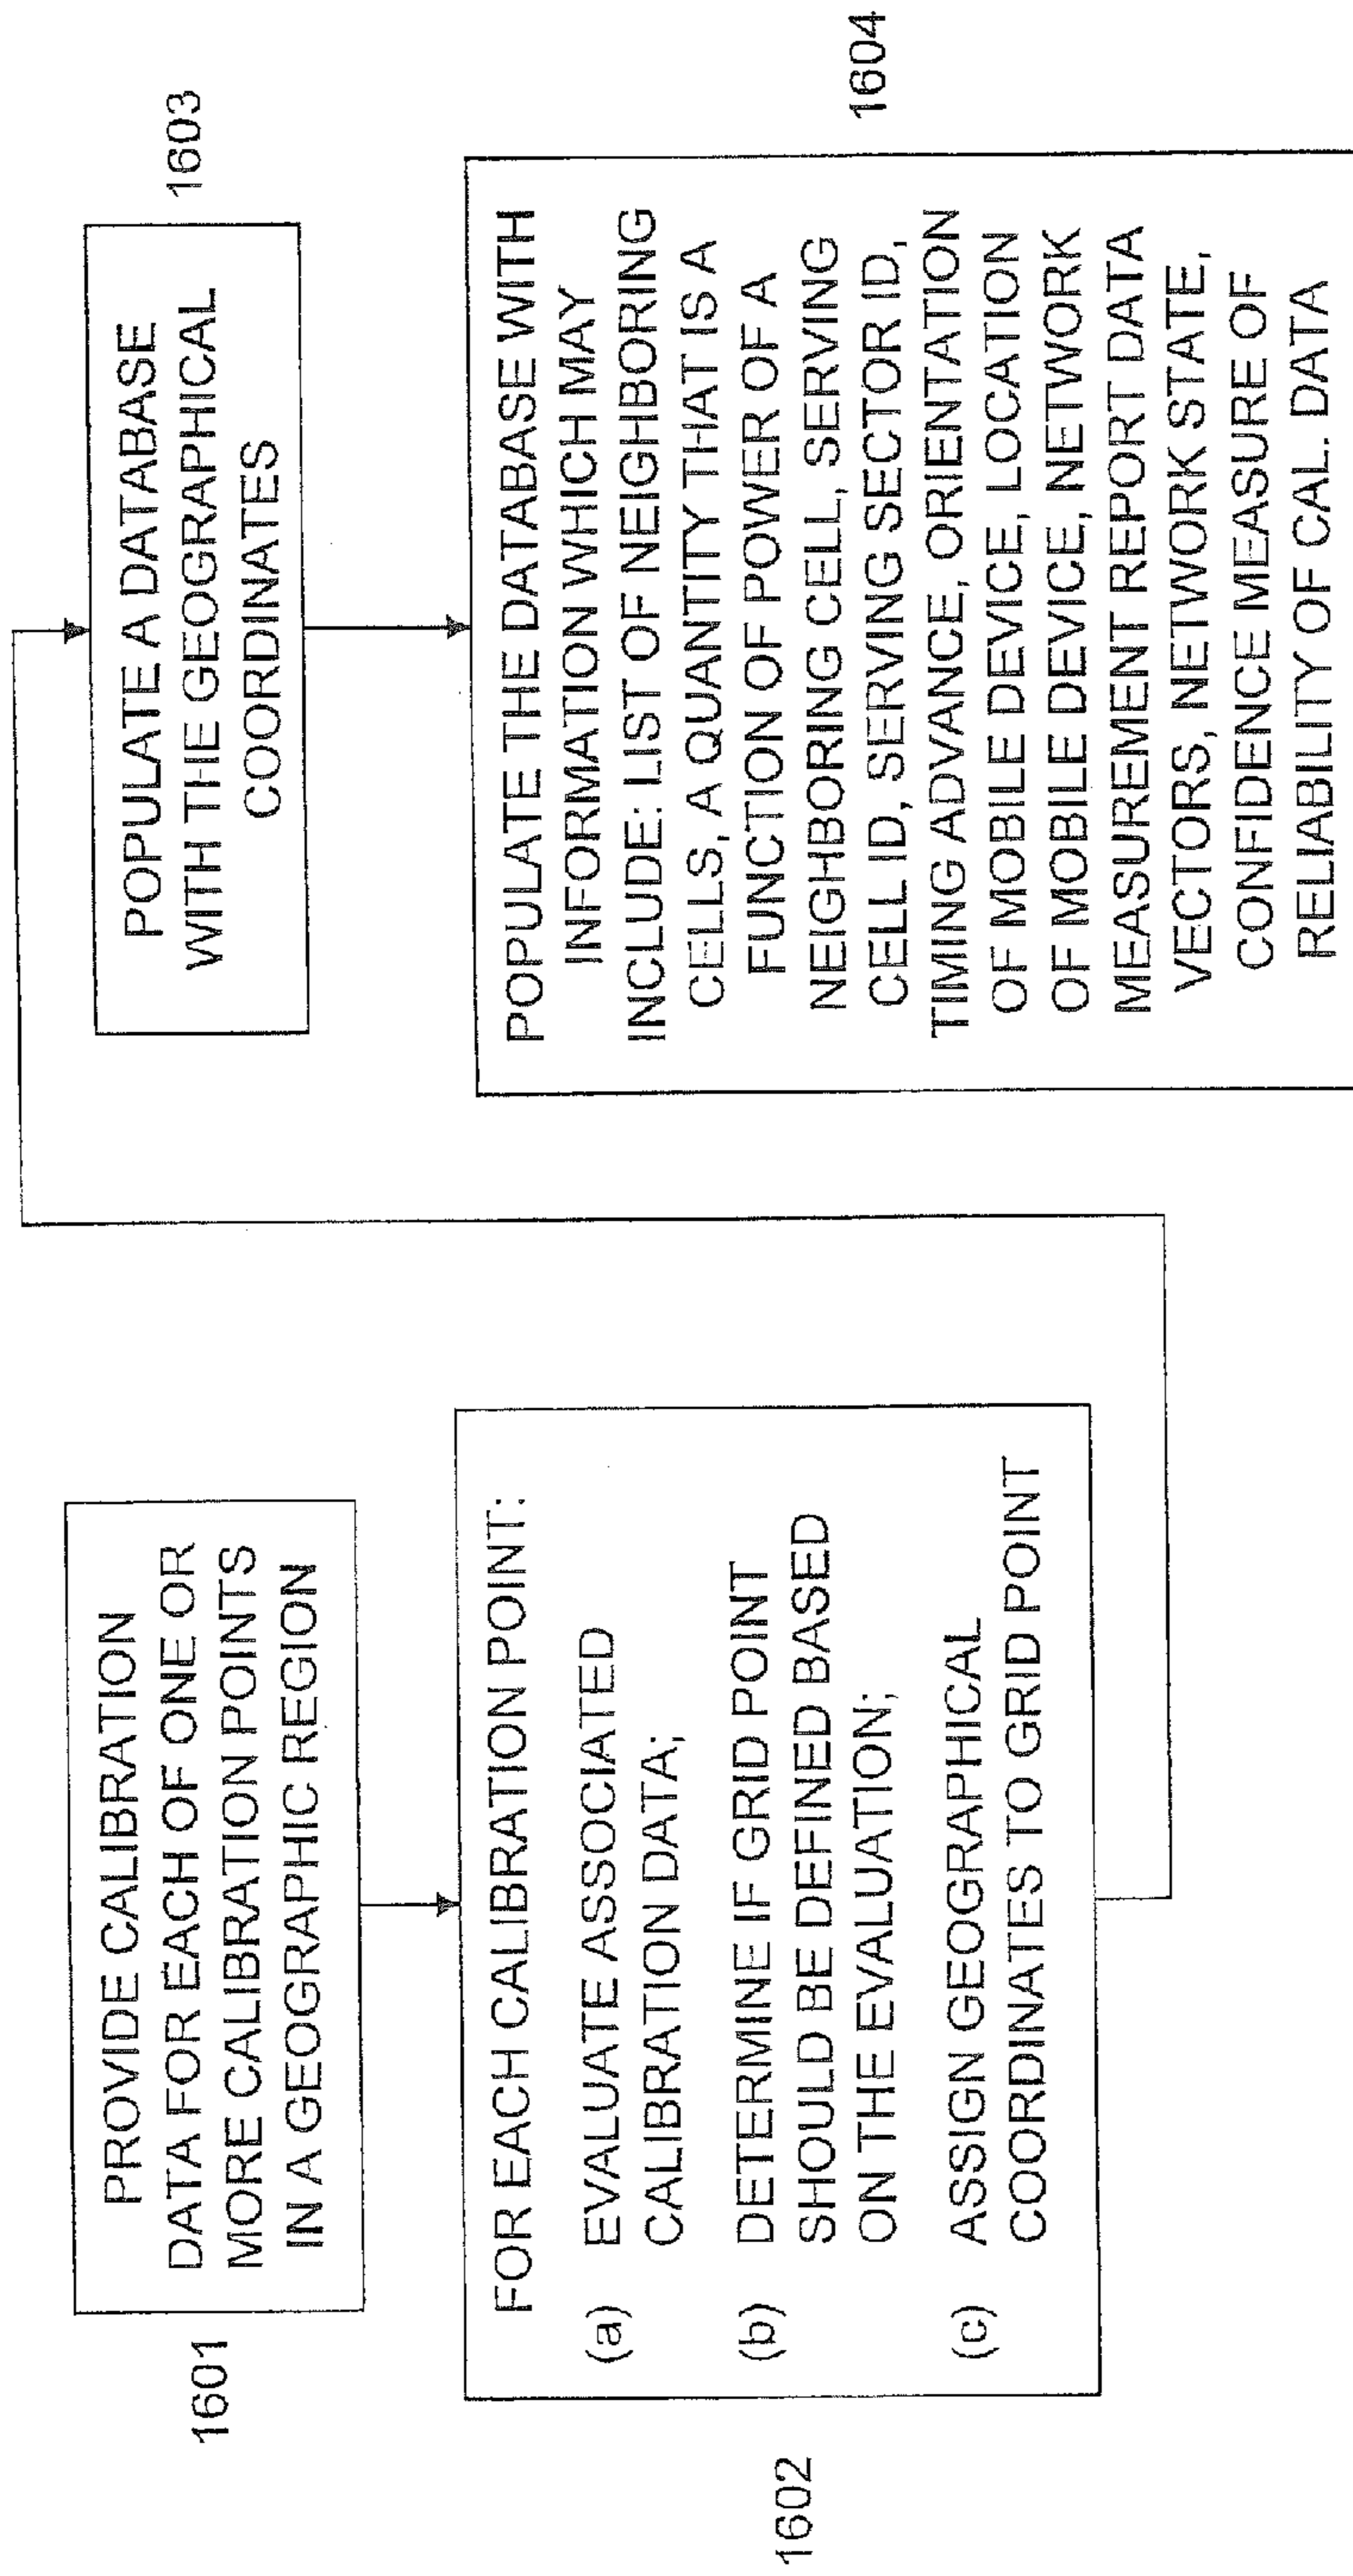 1601
PROVIDE CALIBRATION
DATA FOR EACH OF ONE OR
MORE CALIBRATION POINTS
IN A GEOGRAPHIC REGION
1602
FOR EACH CALIBRATION POINT:
(a) EVALUATE ASSOCIATED
CALIBRATION DATA;
(b) DETERMINE IF GRID POINT
SHOULD BE DEFINED BASED
ON THE EVALUATION;
(c) ASSIGN GEOGRAPHICAL
COORDINATES TO GRID POINT
1603
POPULATE A DATABASE
WITH THE GEOGRAPHICAL
COORDINATES
1604
POPULATE THE DATABASE WITH
INFORMATION WHICH MAY
INCLUDE: LIST OF NEIGHBORING
CELLS, A QUANTITY THAT IS A
FUNCTION OF POWER OF A
NEIGHBORING CELL, SERVING
CELL ID, SERVING SECTOR ID,
TIMING ADVANCE, ORIENTATION
OF MOBILE DEVICE, LOCATION
OF MOBILE DEVICE, NETWORK
MEASUREMENT REPORT DATA
VECTORS, NETWORK STATE,
CONFIDENCE MEASURE OF
RELIABILITY OF CAL. DATA